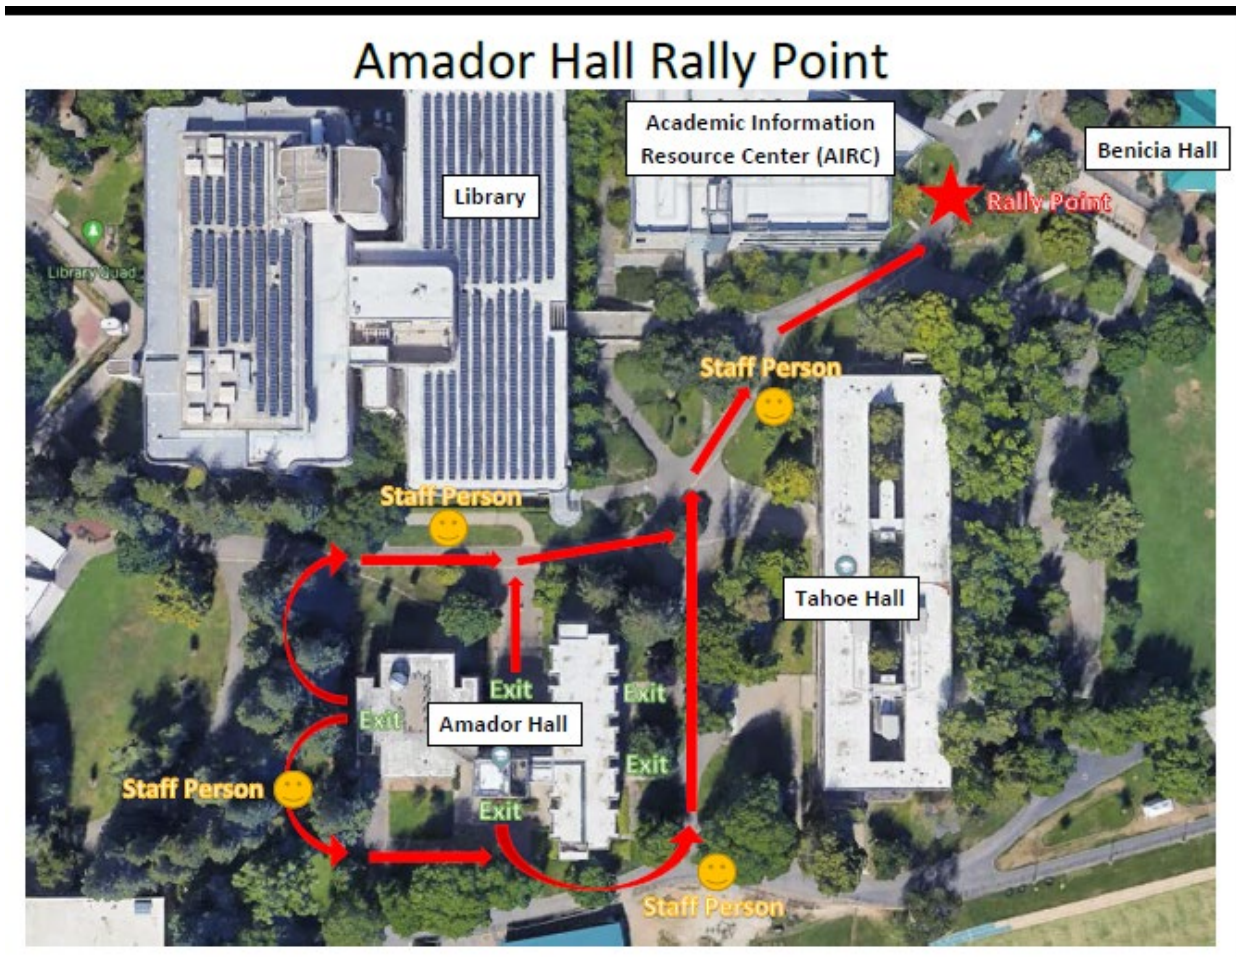 Amador Hall Rally Point
Academic Information
Resource Center (AIRC)
Benicia Hall
Library
Rally Point
Library Quad
Staff Person
Staff Person
Tahoe Hall
Exit
Exit
Exit
Amador Hall
Exit
Staff Person
Exit
Staff Person